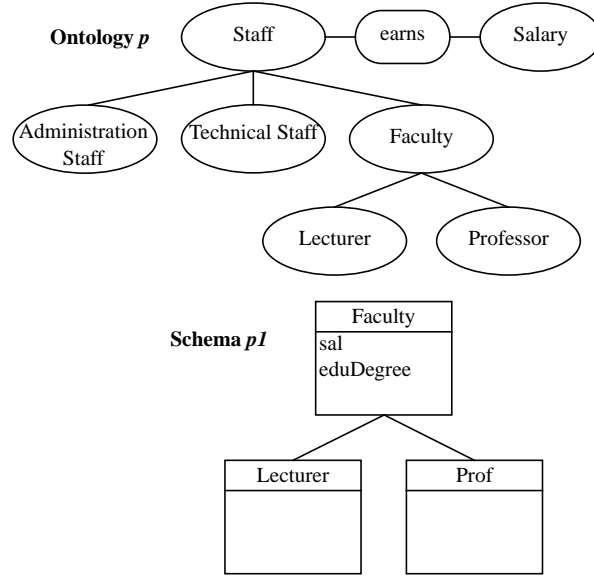 Ontology p
Staff
earns
Salary
Administration
Staff
Technical Staff
Faculty
Lecturer
Professor
Schema p1
Faculty
sal
eduDegree
Lecturer
Prof